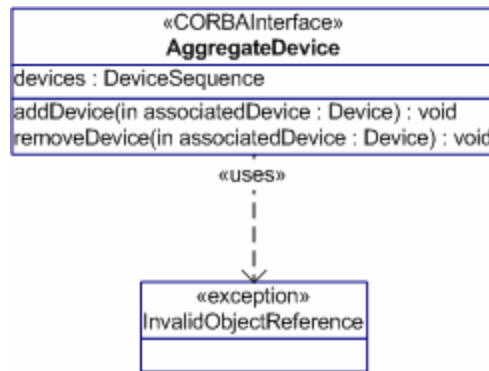 «CORBAInterface»
AggregateDevice
devices : DeviceSequence
addDevice(in associatedDevice : Device) : void
removeDevice(in associatedDevice : Device) : void
«uses»
«exception»
InvalidObjectReference